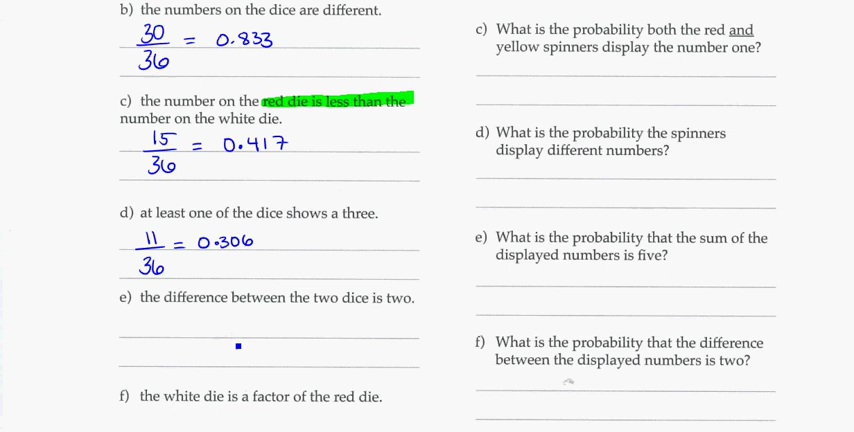 b) the numbers on the dice are different.
30
36
= 0.833
c) the number on the red die is less than the
number on the white die.
15
36
= 0.417
d) at least one of the dice shows a three.
11
36
= 0.306
e) the difference between the two dice is two.
f) the white die is a factor of the red die.
c) What is the probability both the red and
yellow spinners display the number one?
d) What is the probability the spinners
display different numbers?
e) What is the probability that the sum of the
displayed numbers is five?
f) What is the probability that the difference
between the displayed numbers is two?